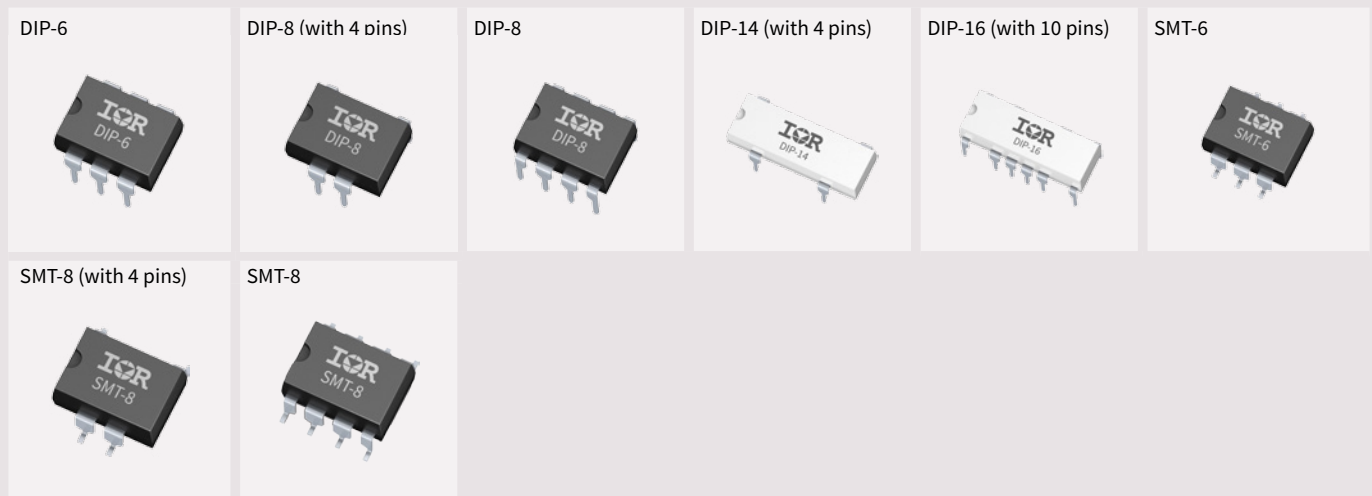 DIP-6
DIP-8 (with 4 pins)
DIP-8
DIP-14 (with 4 pins)
DIP-16 (with 10 pins)
SMT-6
IOR
DIP-6
IOR
DIP-8
IOR
DIP-8
IOR
DIP-14
IOR
DIP-16
IOR
SMT-6
SMT-8 (with 4 pins)
SMT-8
IOR
SMT-8
IOR
SMT-8